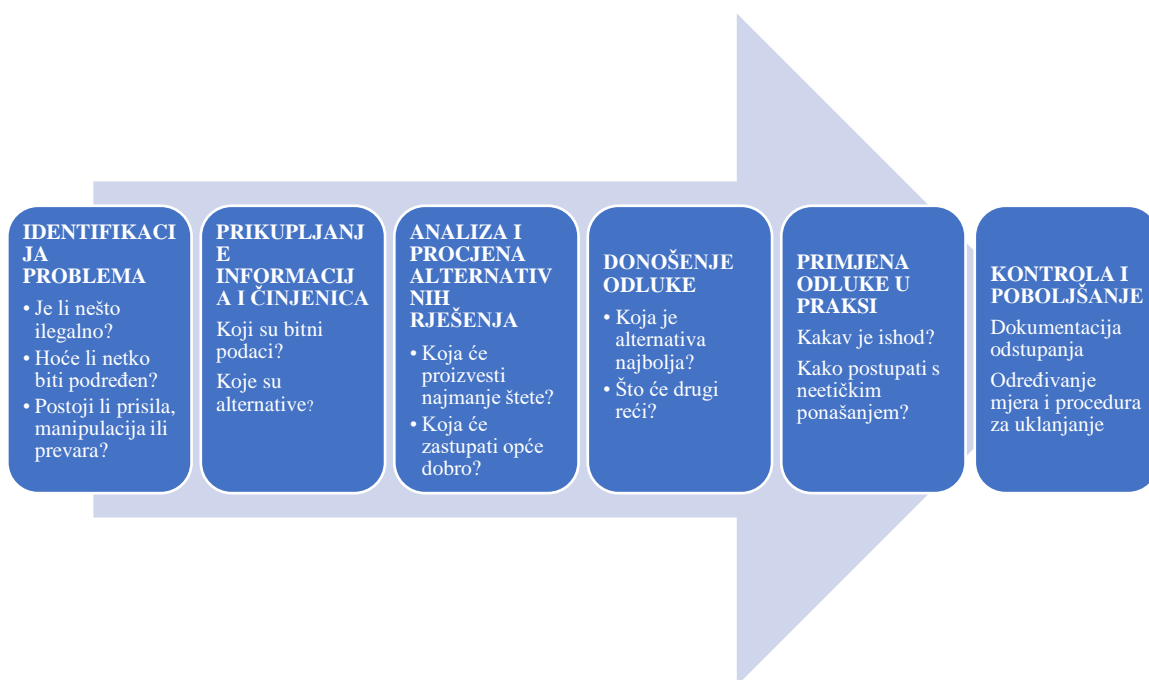 IDENTIFIKACI
JA
PROBLEMA
• Je li nešto
ilegalno?
• Hoće li netko
biti podređen?
• Postoji li prisila,
manipulacija ili
prevara?
PRIKUPLJANJ
E
INFORMACIJ
A I ČINJENICA
Koji su bitni
podaci?
Koje su
alternative?
ANALIZA I
PROCJENA
ALTERNATIV
NIH
RJEŠENJA
• Koja će
proizvesti
najmanje štete?
• Koja će
zastupati opće
dobro?
DONOŠENJE
ODLUKE
• Koja je
alternativa
najbolja?
• Što će drugi
reći?
PRIMJENA
ODLUKE U
PRAKSI
Kakav je ishod?
Kako postupati s
neetičkim
ponašanjem?
KONTROLA I
POBOLJŠANJE
Dokumentacija
odstupanja
Određivanje
mjera i procedura
za uklanjanje